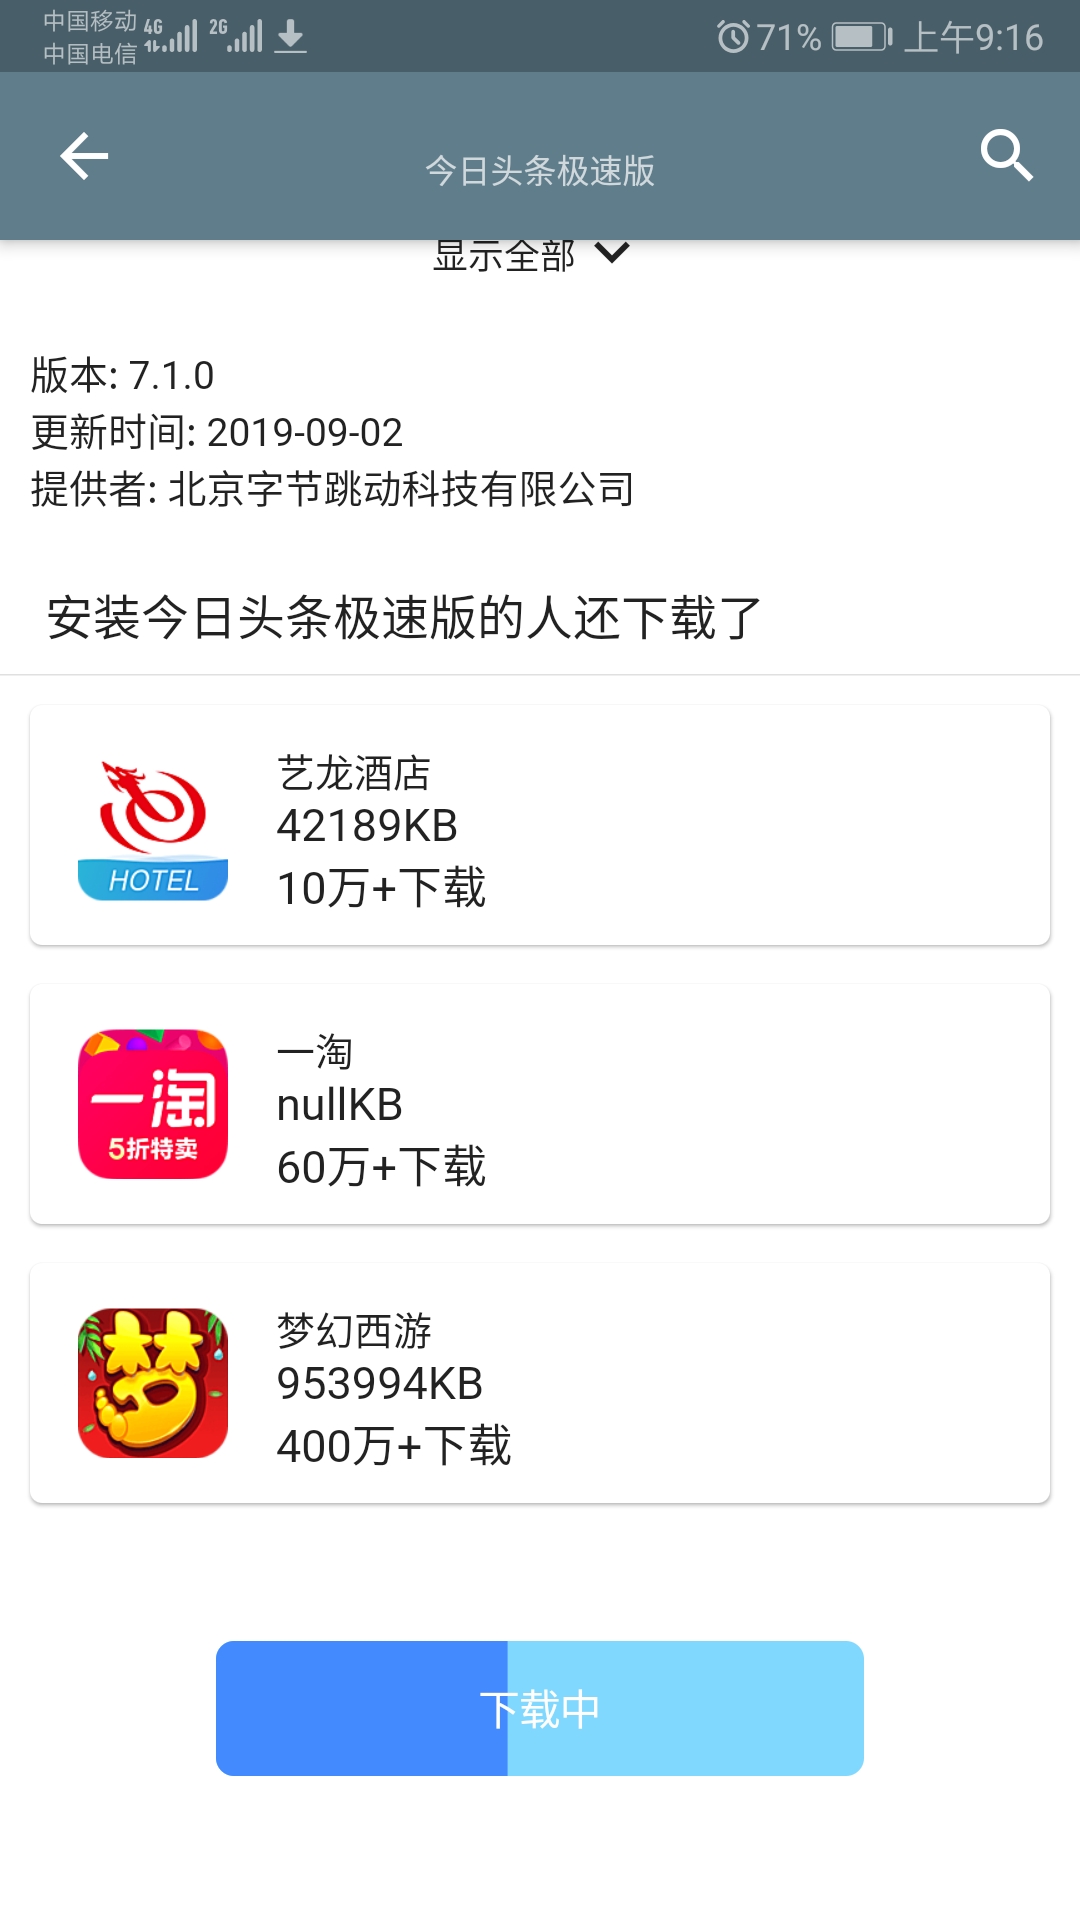 中国移动 4G 2G 71% 上午9:16
中国电信
今日头条极速版
显示全部
版本: 7.1.0
更新时间: 2019-09-02
提供者: 北京字节跳动科技有限公司
安装今日头条极速版的人还下载了
艺龙酒店
42189KB
10万+下载
HOTEL
一淘
nullKB
60万+下载
一淘
5折特卖
梦幻西游
953994KB
400万+下载
梦
下载中